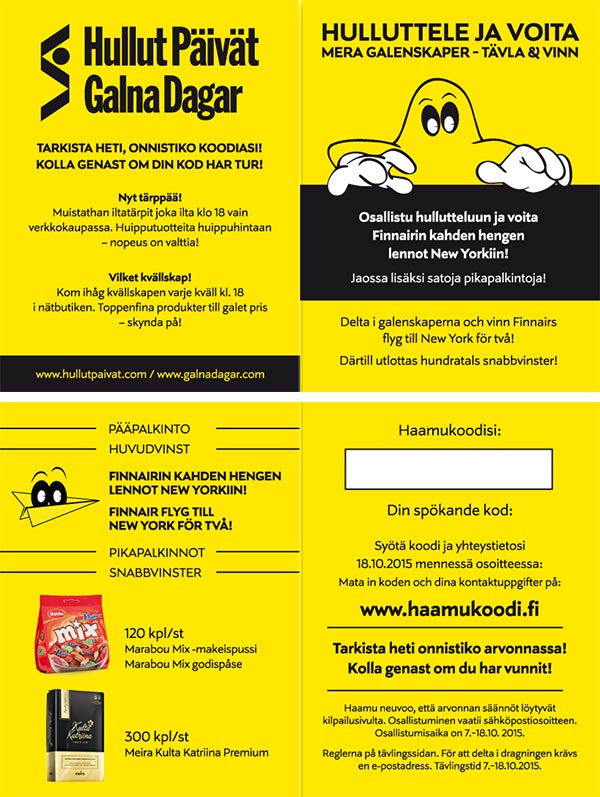 Hullut Päivät
Galna Dagar
TARKISTA HETI, ONNISTIKO KOODIASI!
KOLLA GENAST OM DIN KOD HAR TUR!
Nyt tärppää!
Muistathan iltatärpit joka ilta klo 18 vain
verkkokaupassa. Huipputuotteita huippuhintaan
– nopeus on valttia!
Vilket kvällskap!
Kom ihåg kvällskapen varje kväll kl. 18
i nätbutiken. Toppenfina produkter till galet pris
– skynda på!
www.hullutpaivat.com / www.galnadagar.com
HULLUTTELE JA VOITA
MERA GALENSKAPER – TÄVLA & VINN
Osallistu hullutteluun ja voita
Finnairin kahden hengen
lennot New Yorkiin!
Jaossa lisäksi satoja pikapalkintoja!
Delta i galenskaperna och vinn Finnairs
flyg till New York för två!
Därtill utlottas hundratals snabbvinster!
PÄÄPALKINTO
HUVUDVINST
FINNAIRIN KAHDEN HENGEN
LENNOT NEW YORKIIN!
FINNAIR FLYG TILL
NEW YORK FÖR TVÅ!
PIKAPALKINNOT
SNABBVINSTER
mix
120 kpl/st
Marabou Mix -makeispussi
Marabou Mix godispåse
Kulta
Katriina
300 kpl/st
Meira Kulta Katriina Premium
Haamukoodisi:
Din spökande kod:
Syötä koodi ja yhteystietosi
18.10.2015 mennessä osoitteessa:
Mata in koden och dina kontaktuppgifter på:
www.haamukoodi.fi
Tarkista heti onnistiko arvonnassa!
Kolla genast om du har vunnit!
Haamu neuvoo, että arvonnan säännöt löytyvät
kilpailusivulta. Osallistuminen vaatii sähköpostiosoitteen.
Osallistumisaika on 7.–18.10. 2015.
Reglerna på tävlingssidan. För att delta i dragningen krävs
en e-postadress. Tävlingstid 7.-18.10.2015.